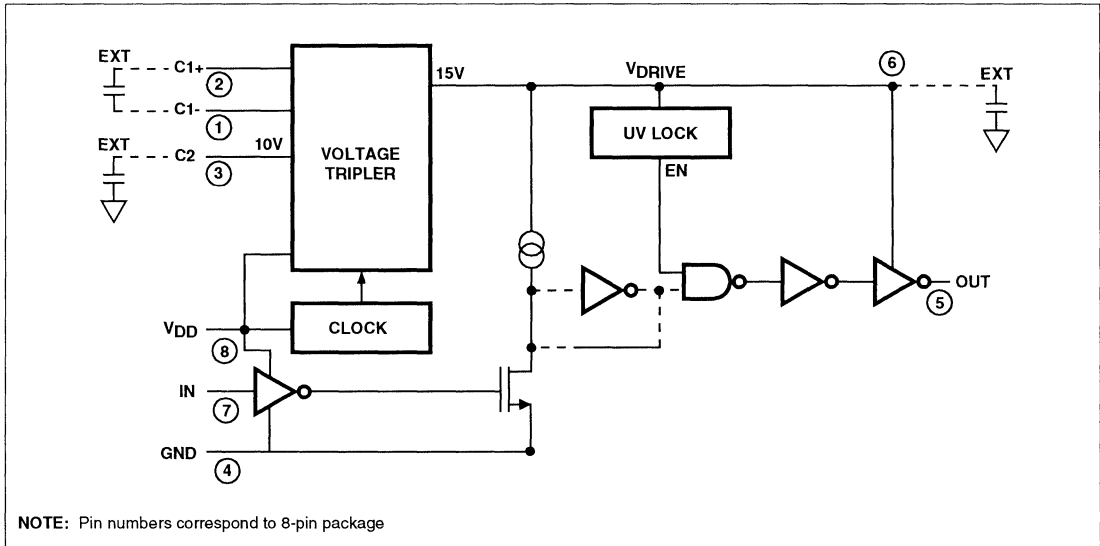 EXT
C1+
2
C1-
1
EXT
C2
10V
3
VOLTAGE
TRIPLER
15V
VDRIVE
6
EXT
UV LOCK
EN
VDD
8
CLOCK
IN
7
GND
4
OUT
5
NOTE: Pin numbers correspond to 8-pin package